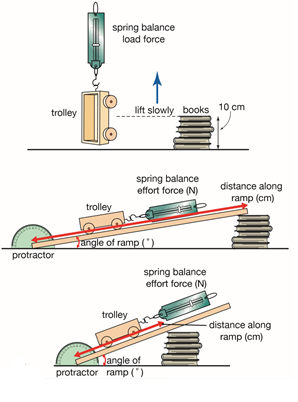 spring balance
load force
trolley
lift slowly
books
10 cm
spring balance
effort force (N)
distance along
ramp (cm)
trolley
angle of ramp (°)
protractor
spring balance
effort force (N)
trolley
distance along
ramp (cm)
angle of
protractor ramp (°)